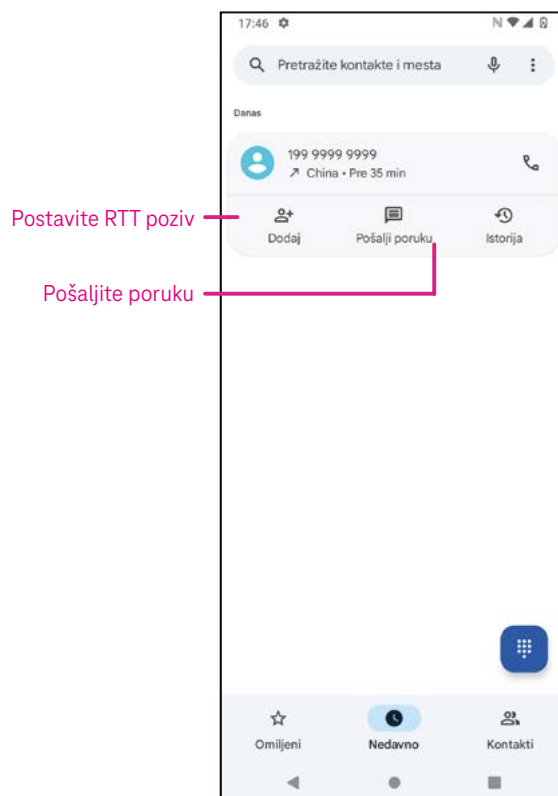 17:46
Pretražite kontakte i mesta
Danas
199 9999 9999
China • Pre 35 min
Postavite RTT poziv
Dodaj
Pošalji poruku
Istorija
Pošaljite poruku
Omiljeni
Nedavno
Kontakti